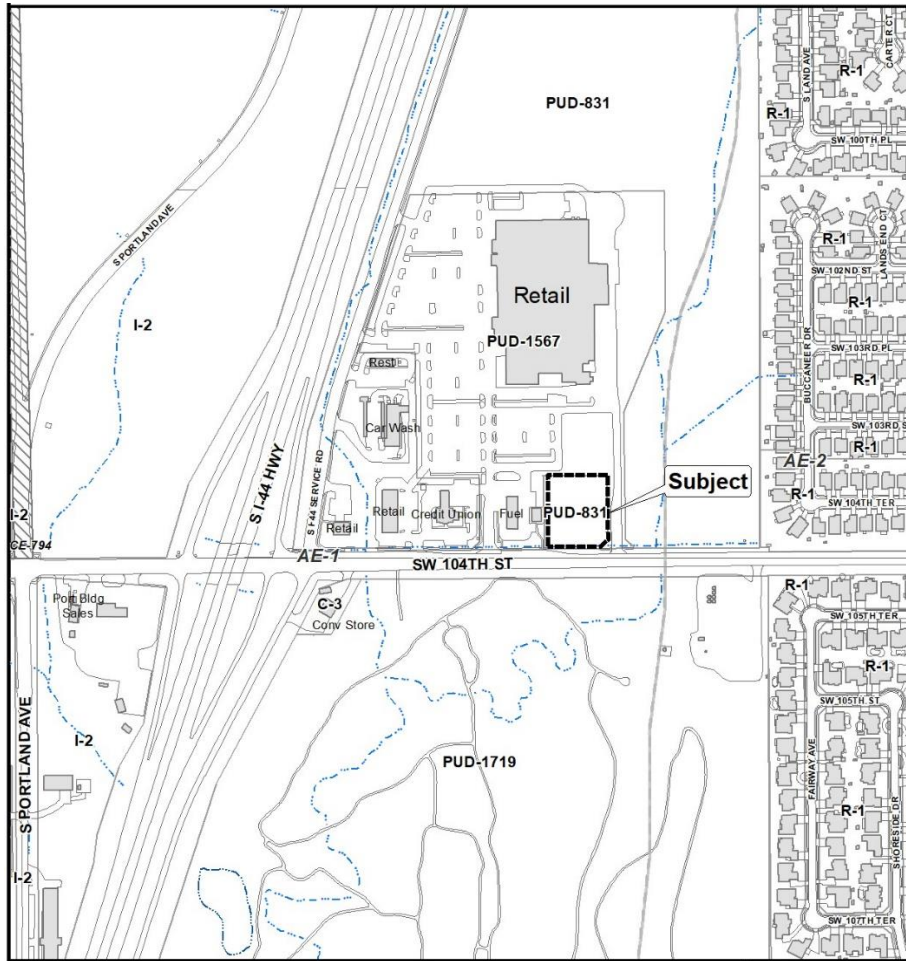 PUD-831
S LAND AVE
CARTER CT
R-1
R-1
R-1
SW 100TH PL
S PORTLAND AVE
I-2
Retail
PUD-1567
R-1
LANDS END CT
SW 102ND ST
R-1
BUCCANEER DR
SW 103RD PL
R-1
SW 103RD S
R-1
AE-2
R-1
SW 104TH TER
Rest
Car Wash
S I-44 HWY
S I-44 SERVICE RD
Retail
Retail
Credit Union
Fuel
PUD-831
Subject
I-2
CE-794
AE-1
SW 104TH ST
Port Bldg
Sales
C-3
Conv Store
R-1
SW 105TH TER
R-1
SW 105TH ST
S PORTLAND AVE
I-2
PUD-1719
FAIRWAY AVE
R-1
SHORESIDE DR
I-2
SW 107TH TER